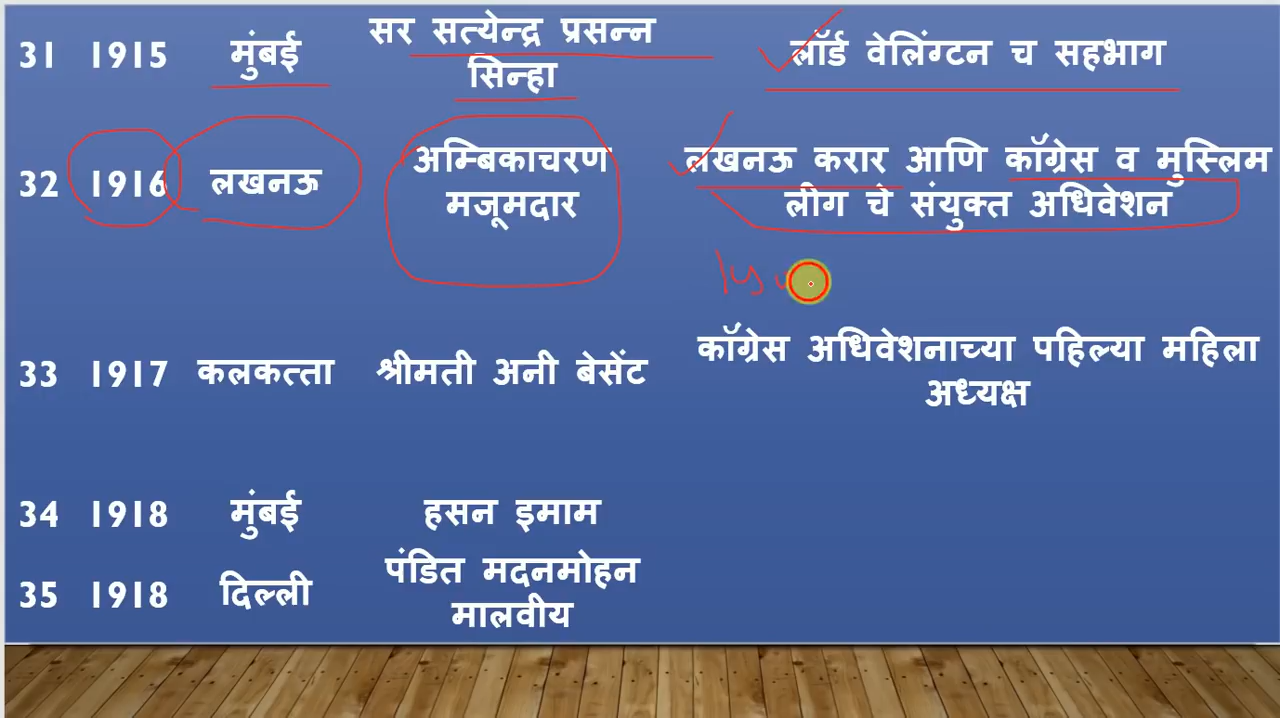 31 1915 मुंबई सर सत्येन्द्र प्रसन्न सिन्हा लॉर्ड वेलिंग्टन च सहभाग
32 1916 लखनऊ अम्बिकाचरण मजूमदार लखनऊ करार आणि कॉंग्रेस व मुस्लिम लीग चे संयुक्त अधिवेशन
33 1917 कलकत्ता श्रीमती अनी बेसेंट कॉंग्रेस अधिवेशनाच्या पहिल्या महिला अध्यक्ष
34 1918 मुंबई हसन इमाम
35 1918 दिल्ली पंडित मदनमोहन मालवीय